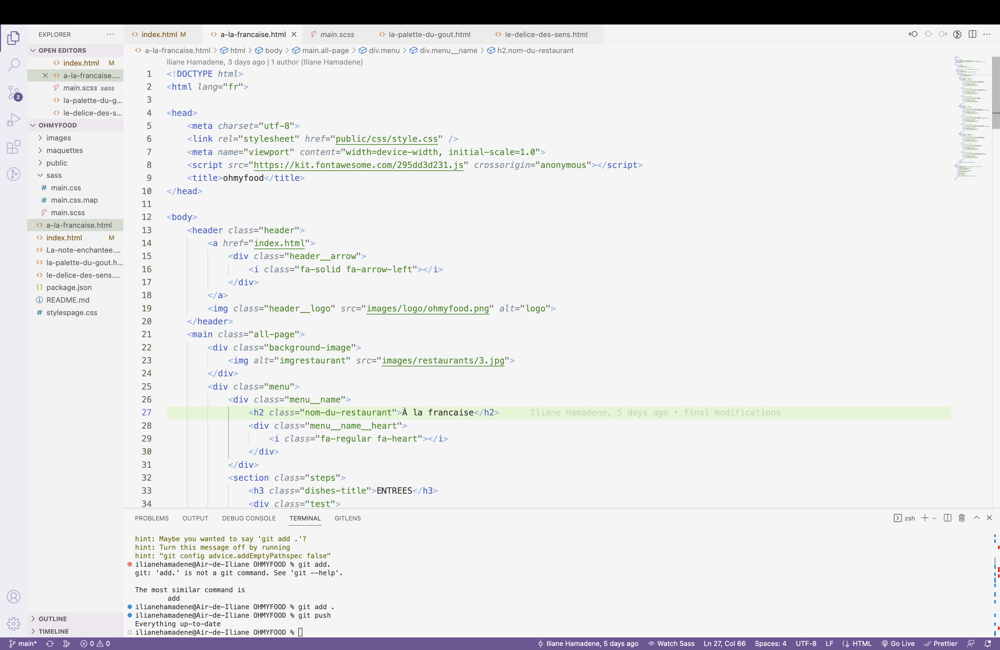 EXPLORER
index.html M
a-la-francaise.html
main.scss
la-palette-du-gout.html
le-delice-des-sens.html
OPEN EDITORS
index.html M
a-la-francaise....
main.scss sass
la-palette-du-g...
le-delice-des-s...
OHMYFOOD
images
maquettes
public
sass
main.css
main.css.map
main.scss
a-la-francaise.html
index.html M
La-note-enchantee....
la-palette-du-gout.h...
le-delice-des-sens....
package.json
README.md
stylespage.css
OUTLINE
TIMELINE
2
a-la-francaise.html > html > body > main.all-page > div.menu > div.menu__name > h2.nom-du-restaurant
Iliane Hamadene, 3 days ago | 1 author (Iliane Hamadene)
1 <!DOCTYPE html>
2 <html lang="fr">
3
4 <head>
5 <meta charset="utf-8">
6 <link rel="stylesheet" href="public/css/style.css" />
7 <meta name="viewport" content="width=device-width, initial-scale=1.0">
8 <script src="https://kit.fontawesome.com/295dd3d231.js" crossorigin="anonymous"></script>
9 <title>ohmyfood</title>
10 </head>
11
12 <body>
13 <header class="header">
14 <a href="index.html">
15 <div class="header__arrow">
16 <i class="fa-solid fa-arrow-left"></i>
17 </div>
18 </a>
19 <img class="header__logo" src="images/logo/ohmyfood.png" alt="logo">
20 </header>
21 <main class="all-page">
22 <div class="background-image">
23 <img alt="imgrestaurant" src="images/restaurants/3.jpg">
24 </div>
25 <div class="menu">
26 <div class="menu__name">
27 <h2 class="nom-du-restaurant">À la francaise</h2> Iliane Hamadene, 5 days ago • final modifications
28 <div class="menu__name__heart">
29 <i class="fa-regular fa-heart"></i>
30 </div>
31 </div>
32 <section class="steps">
33 <h3 class="dishes-title">ENTREES</h3>
34 <div class="test">
PROBLEMS OUTPUT DEBUG CONSOLE TERMINAL GITLENS
zsh
hint: Maybe you wanted to say 'git add .'?
hint: Turn this message off by running
hint: "git config advice.addEmptyPathspec false"
ilianehamadene@Air-de-Iliane OHMYFOOD % git add.
git: 'add.' is not a git command. See 'git --help'.
The most similar command is
add
ilianehamadene@Air-de-Iliane OHMYFOOD % git add .
ilianehamadene@Air-de-Iliane OHMYFOOD % git push
Everything up-to-date
ilianehamadene@Air-de-Iliane OHMYFOOD %
main* 0 0 Iliane Hamadene, 5 days ago Watch Sass Ln 27, Col 66 Spaces: 4 UTF-8 LF HTML Go Live Prettier